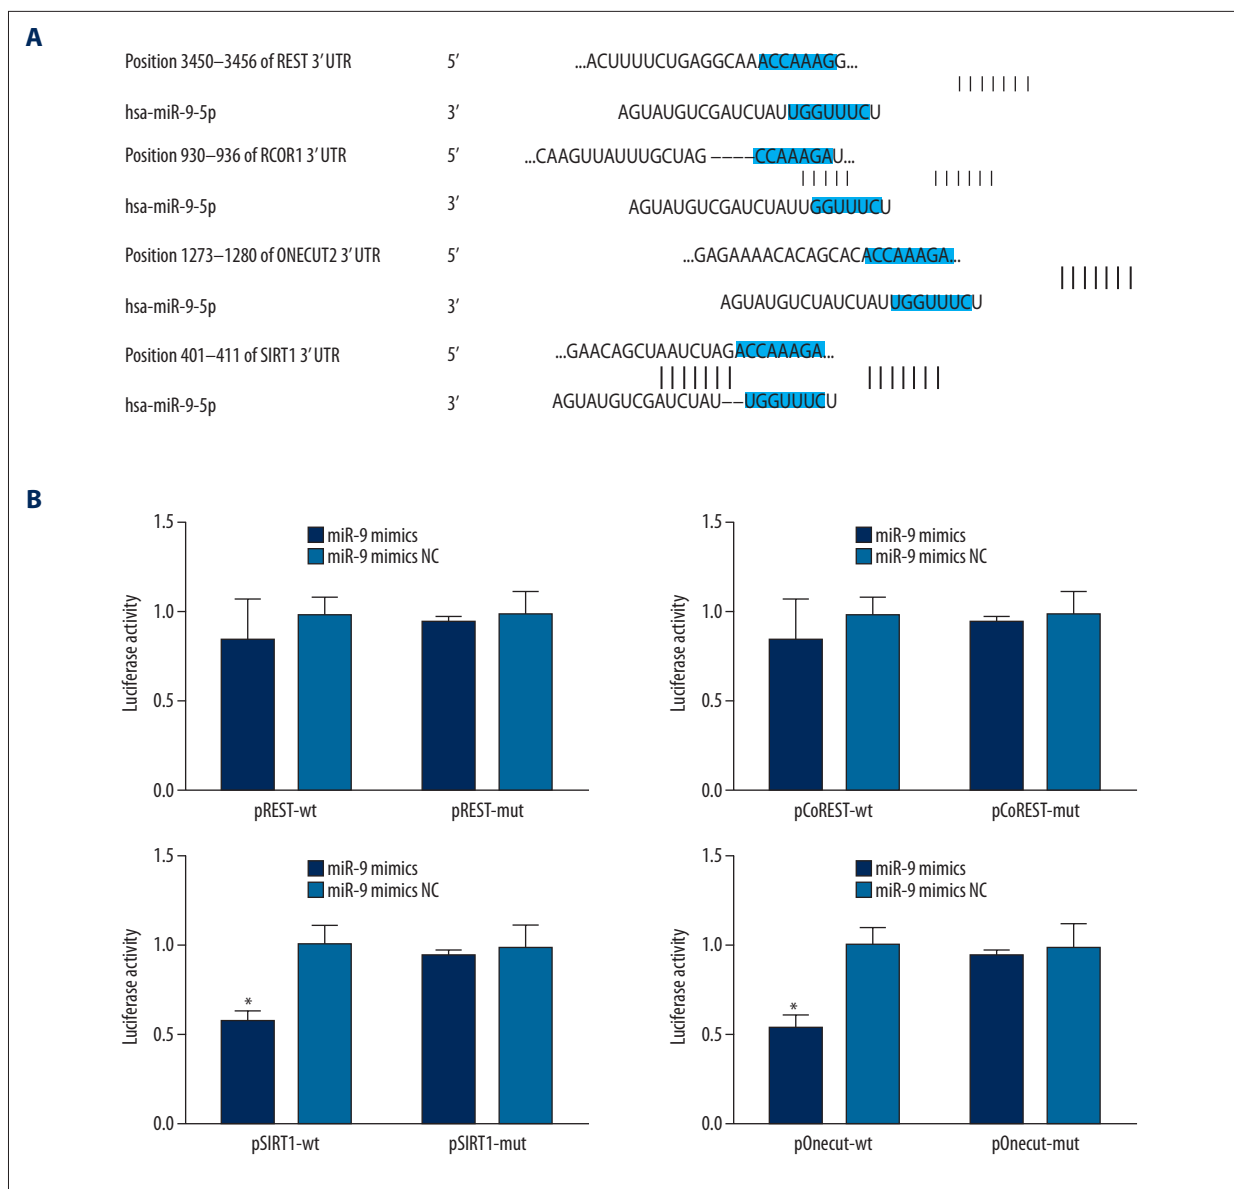 A
Position 3450–3456 of REST 3′ UTR 5′ ...ACUUUUCUGAGGCAAACCAAAGG...
hsa-miR-9-5p 3′ AGUAUGUCGAUCUAUUGGUUUCU
Position 930–936 of RCOR1 3′ UTR 5′ ...CAAGUUAUUUGCUAG ––––CCAAAGAU...
hsa-miR-9-5p 3′ AGUAUGUCGAUCUAUUGGUUUCU
Position 1273–1280 of ONECUT2 3′ UTR 5′ ...GAGAAAACACAGCACACCAAAGA...
hsa-miR-9-5p 3′ AGUAUGUCUAUCUAUUGGUUUCU
Position 401–411 of SIRT1 3′ UTR 5′ ...GAACAGCUAAUCUAGACCAAAGA...
hsa-miR-9-5p 3′ AGUAUGUCGAUCUAU––UGGUUUCU
B
1.5
1.0
0.5
0.0
Luciferase activity
miR-9 mimics
miR-9 mimics NC
pREST-wt pREST-mut
1.5
1.0
0.5
0.0
Luciferase activity
miR-9 mimics
miR-9 mimics NC
pCoREST-wt pCoREST-mut
1.5
1.0
0.5
0.0
Luciferase activity
miR-9 mimics
miR-9 mimics NC
*
pSIRT1-wt pSIRT1-mut
1.5
1.0
0.5
0.0
Luciferase activity
miR-9 mimics
miR-9 mimics NC
*
pOnecut-wt pOnecut-mut